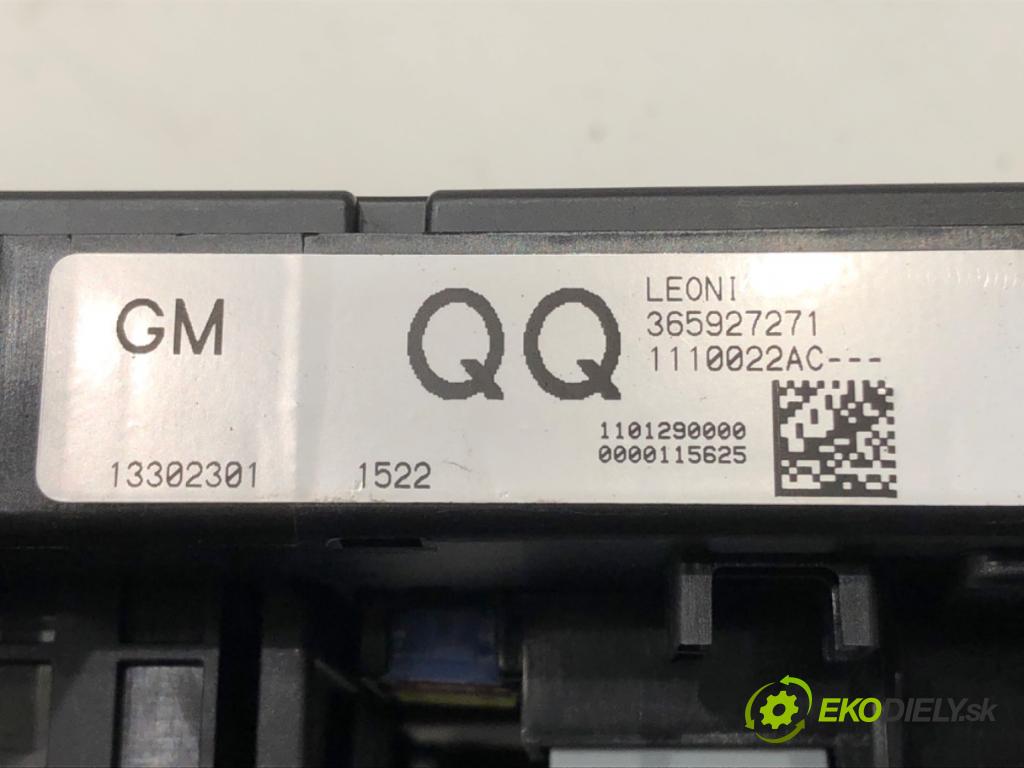 GM
QQ
LEONI
365927271
1110022AC---
1101290000
0000115625
13302301
1522
EKODIELY.sk